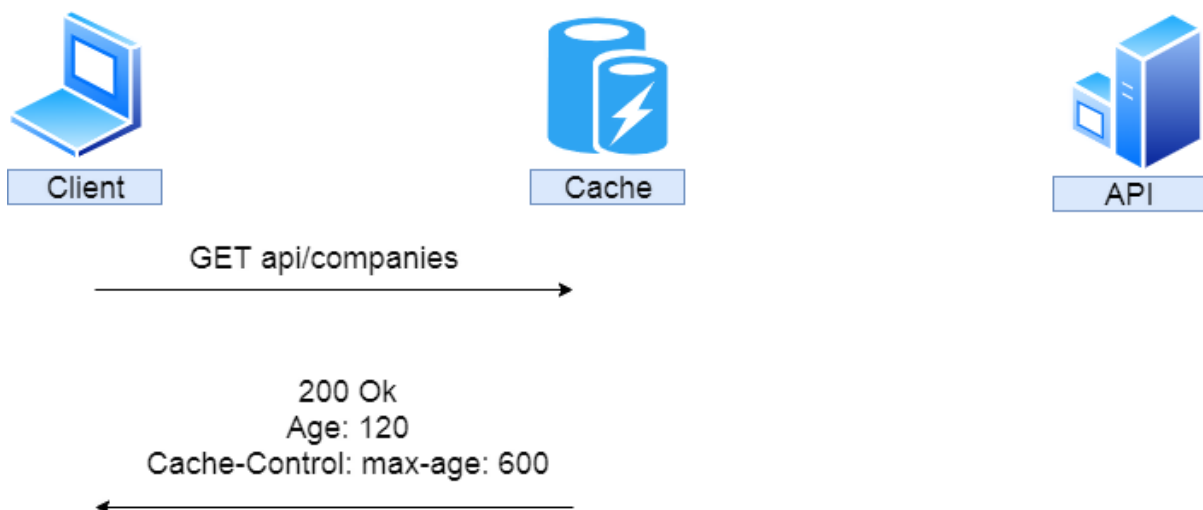 Client
Cache
API
GET api/companies
200 Ok
Age: 120
Cache-Control: max-age: 600